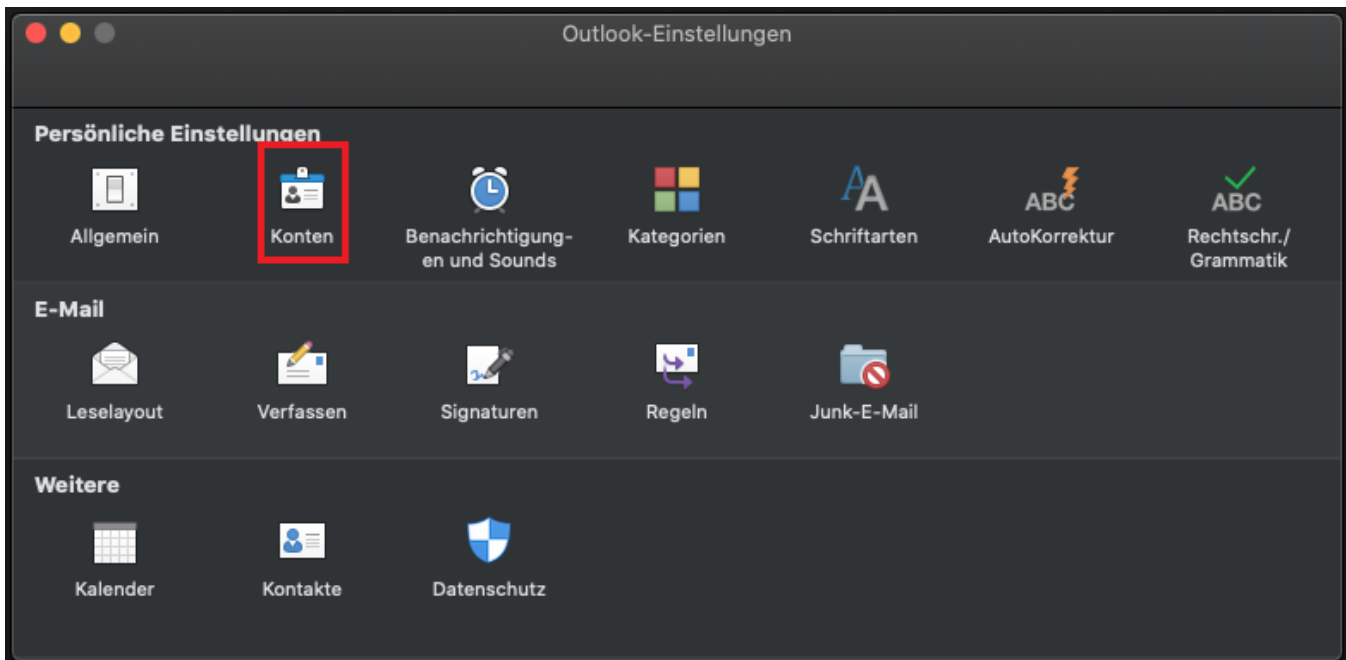 Outlook-Einstellungen
Persönliche Einstellungen
Allgemein
Konten
Benachrichtigung-
en und Sounds
Kategorien
AA
Schriftarten
ABC
AutoKorrektur
ABC
Rechtschr./
Grammatik
E-Mail
Leselayout
Verfassen
Signaturen
Regeln
Junk-E-Mail
Weitere
Kalender
Kontakte
Datenschutz